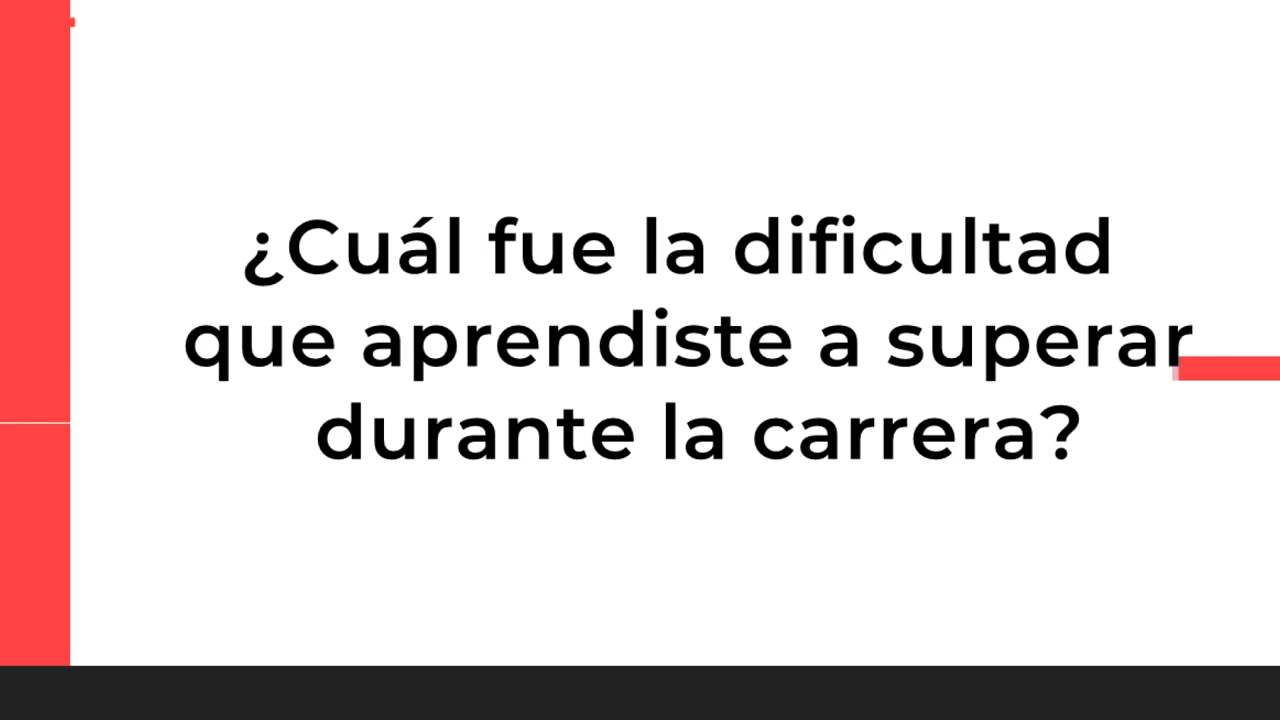 ¿Cuál fue la dificultad
que aprendiste a superar
durante la carrera?